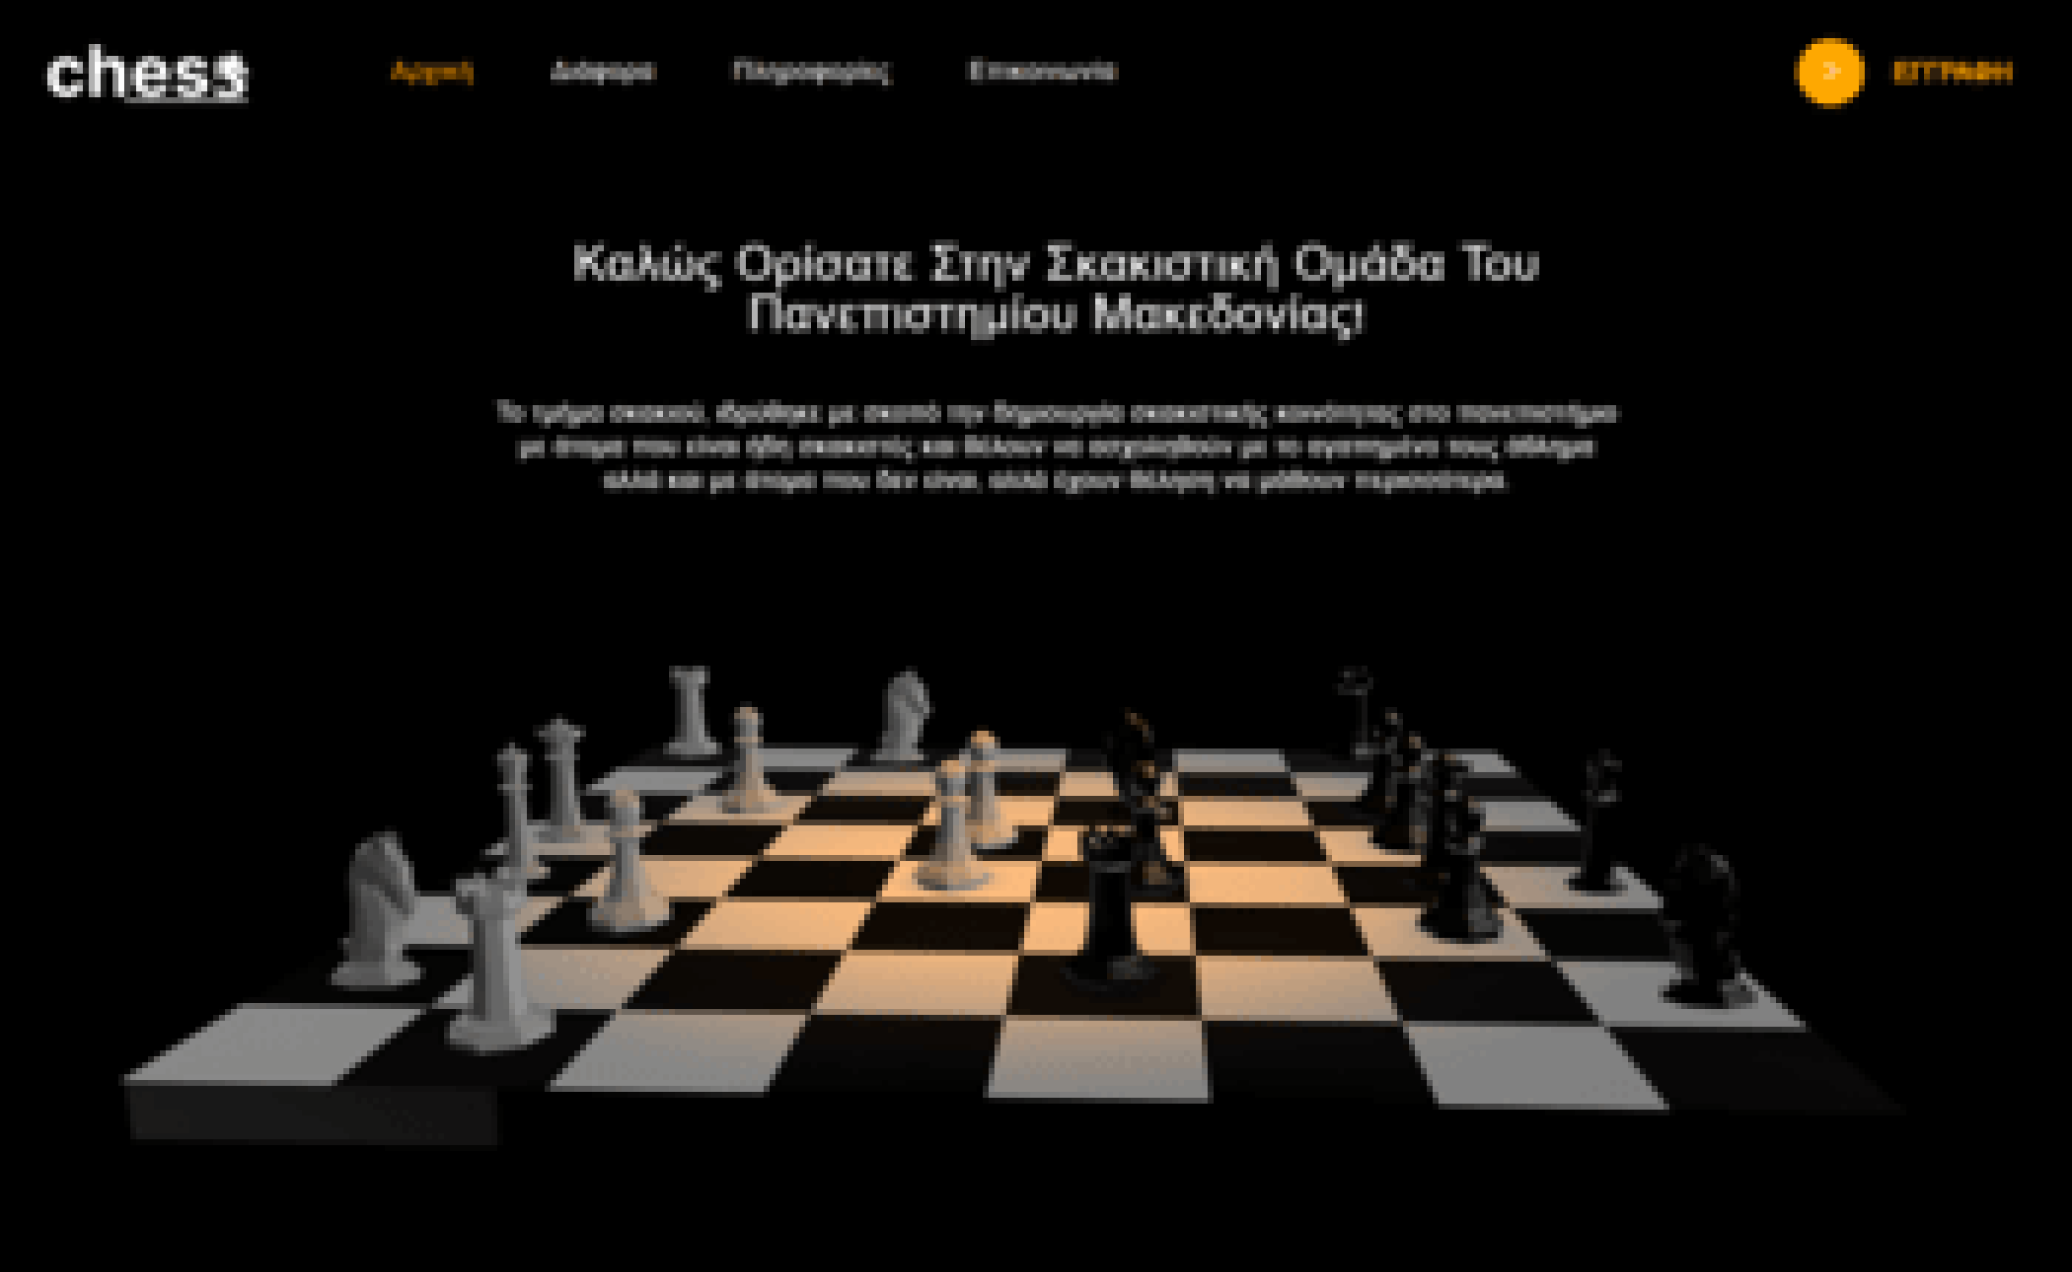 chess
Αρχική
Διάφορα
Πληροφορίες
Επικοινωνία
ΕΓΓΡΑΦΗ
Καλώς Ορίσατε Στην Σκακιστική Ομάδα Του
Πανεπιστημίου Μακεδονίας!
Το τμήμα σκακιού, ιδρύθηκε με σκοπό την δημιουργία σκακιστικής κοινότητας στο πανεπιστήμιο
με άτομα που είναι ήδη σκακιστές και θέλουν να ασχοληθούν με το αγαπημένο τους άθλημα
αλλά και με άτομα που δεν είναι, αλλά έχουν θέληση να μάθουν περισσότερα.